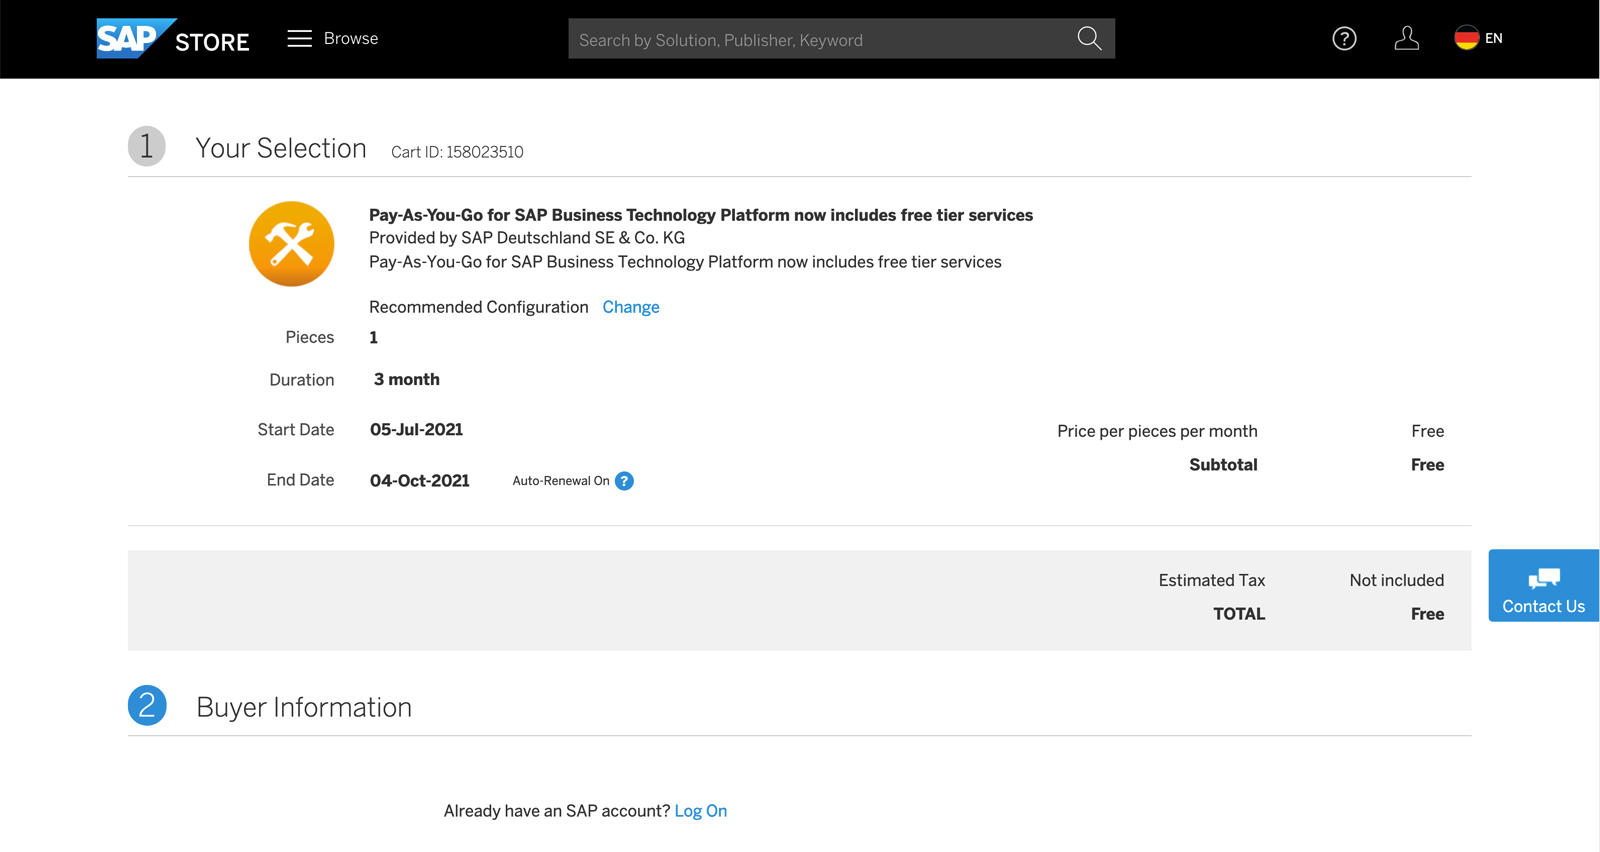 SAP STORE Browse Search by Solution, Publisher, Keyword ? EN
1 Your Selection Cart ID: 158023510
Pay-As-You-Go for SAP Business Technology Platform now includes free tier services
Provided by SAP Deutschland SE & Co. KG
Pay-As-You-Go for SAP Business Technology Platform now includes free tier services
Recommended Configuration Change
Pieces 1
Duration 3 month
Start Date 05-Jul-2021
Price per pieces per month Free
Subtotal Free
End Date 04-Oct-2021 Auto-Renewal On ?
Estimated Tax Not included
TOTAL Free
Contact Us
2 Buyer Information
Already have an SAP account? Log On